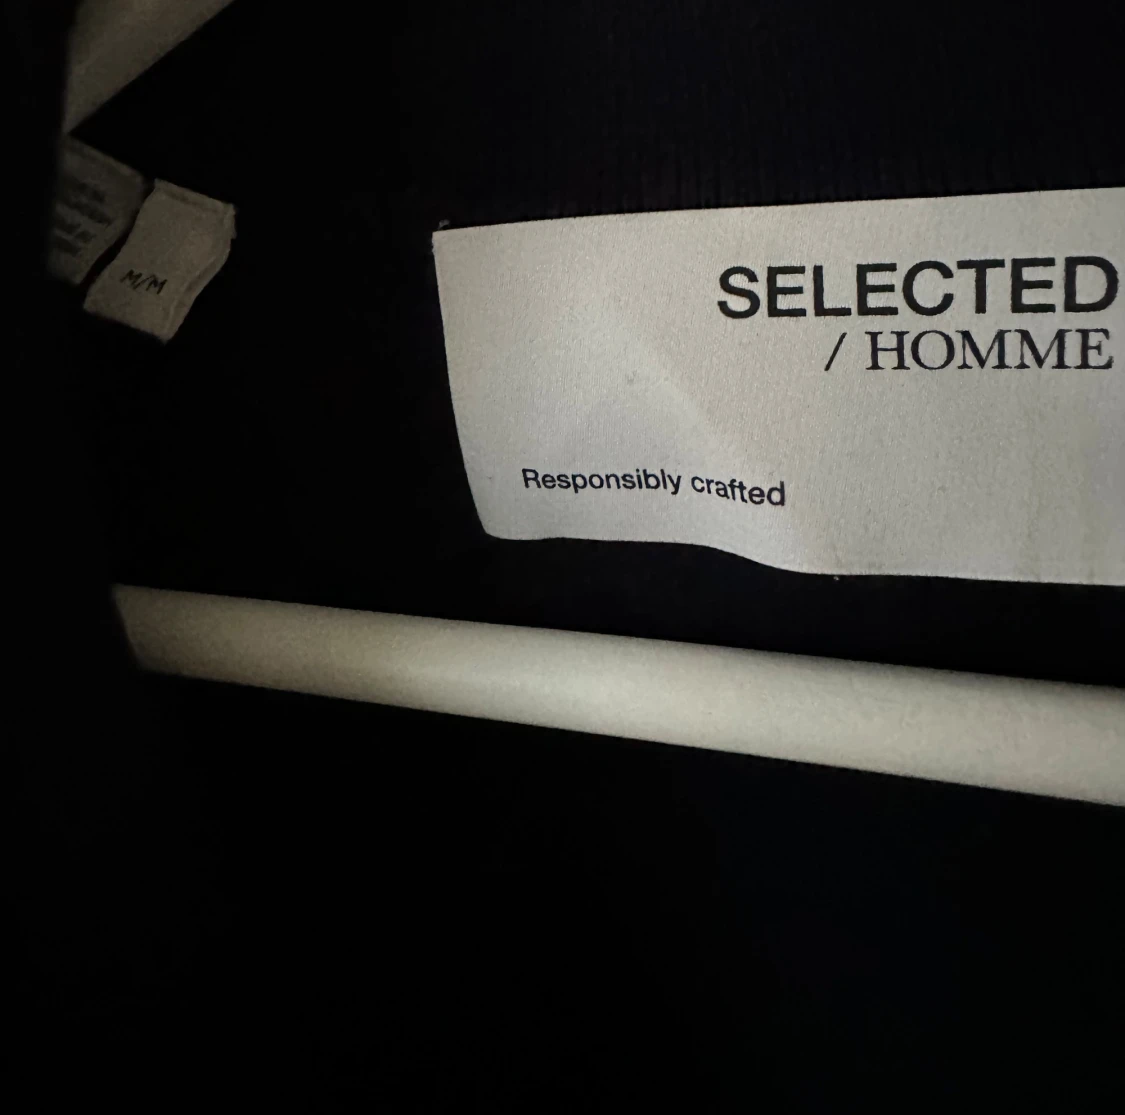 M/M
SELECTED
/ HOMME
Responsibly crafted